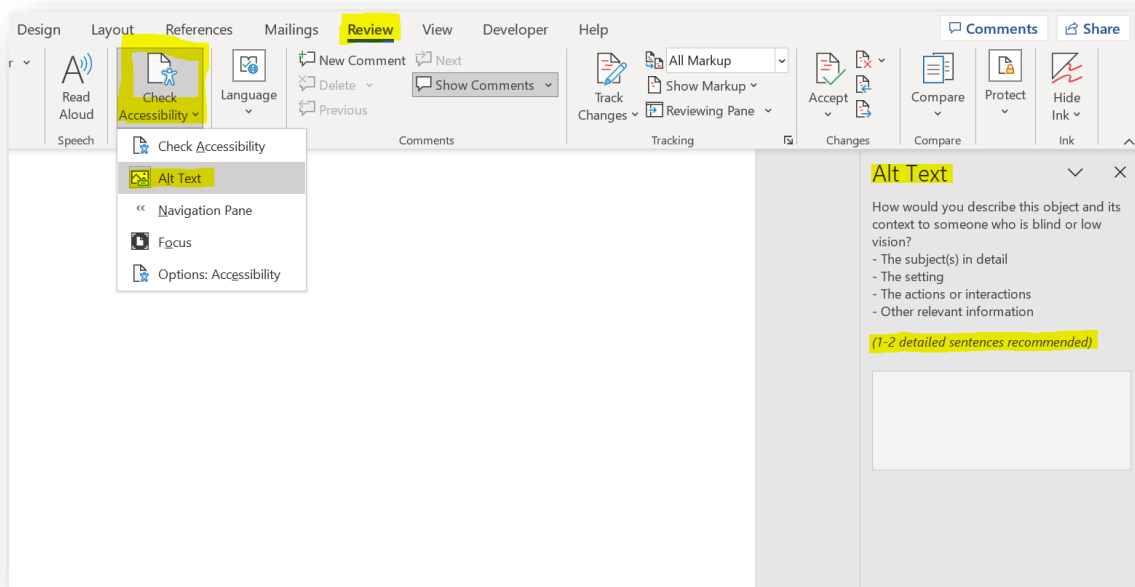 Design Layout References Mailings Review View Developer Help Comments Share
Read Aloud
Speech
Check Accessibility
Language
New Comment
Delete
Previous
Next
Show Comments
Comments
Track Changes
All Markup
Show Markup
Reviewing Pane
Tracking
Accept
Changes
Compare
Compare
Protect
Hide Ink
Ink
Check Accessibility
Alt Text
Navigation Pane
Focus
Options: Accessibility
Alt Text
How would you describe this object and its
context to someone who is blind or low
vision?
- The subject(s) in detail
- The setting
- The actions or interactions
- Other relevant information
(1-2 detailed sentences recommended)